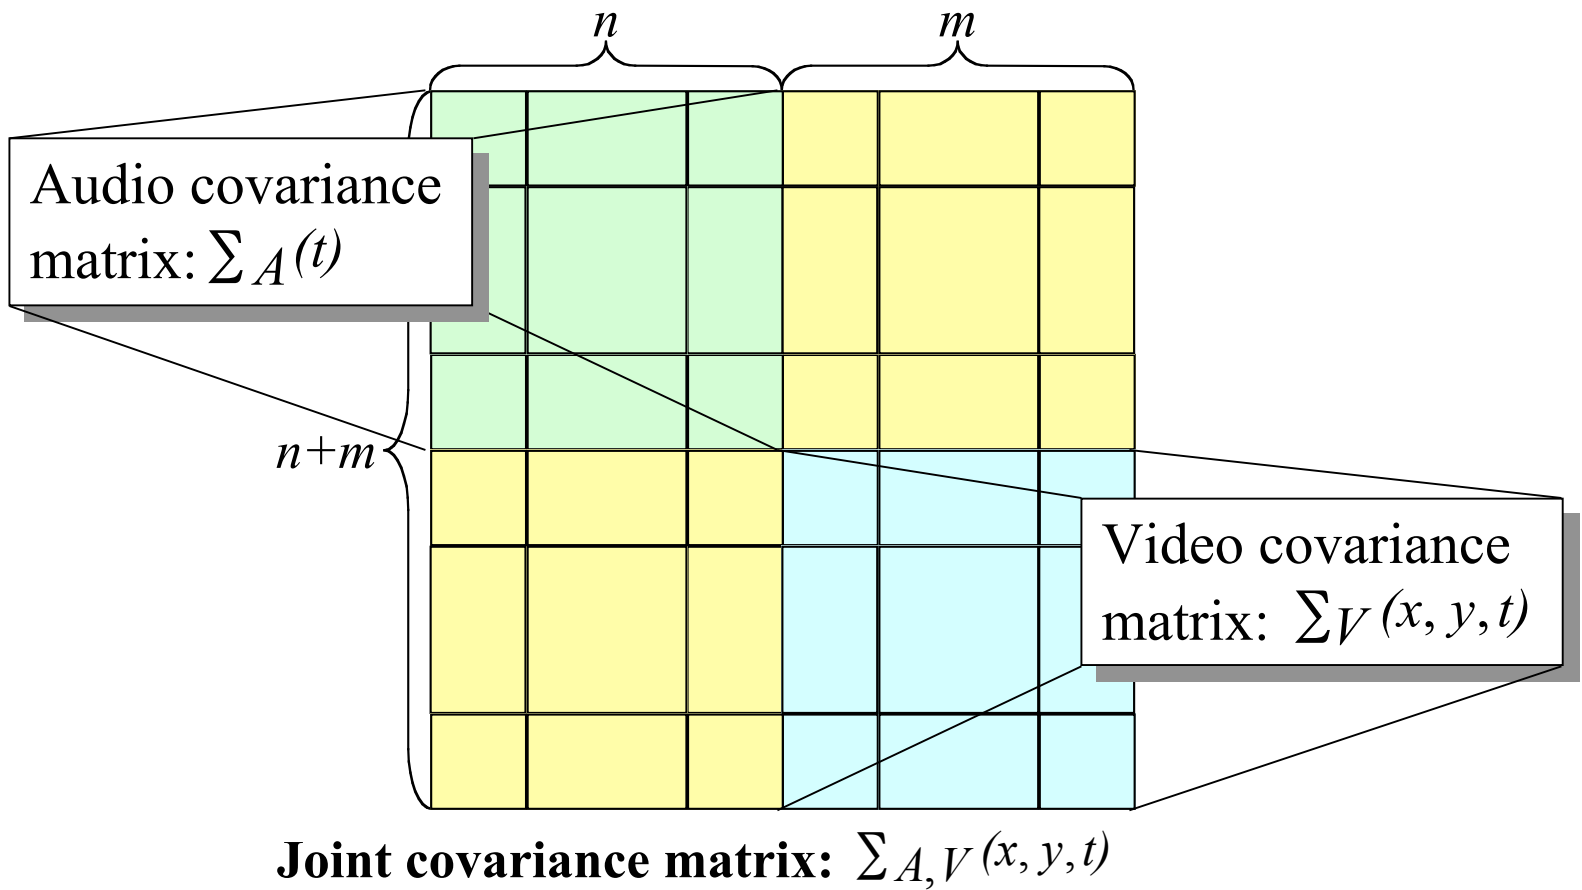 n
m
Audio covariance
matrix: Σ A (t)
n+m
Video covariance
matrix: Σ V (x, y, t)
Joint covariance matrix: Σ A, V (x, y, t)